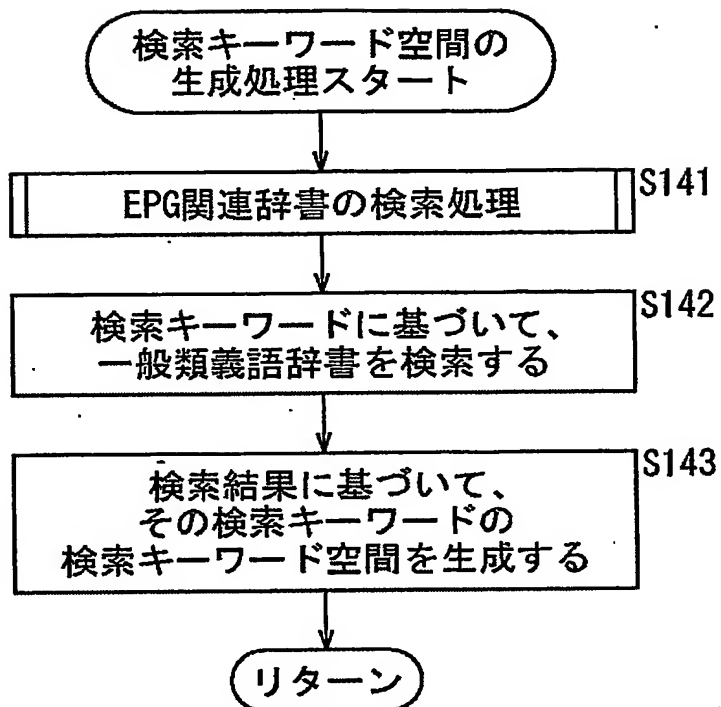 検索キーワード空間の
生成処理スタート
EPG関連辞書の検索処理
S141
検索キーワードに基づいて、
一般類義語辞書を検索する
S142
検索結果に基づいて、
その検索キーワードの
検索キーワード空間を生成する
S143
リターン